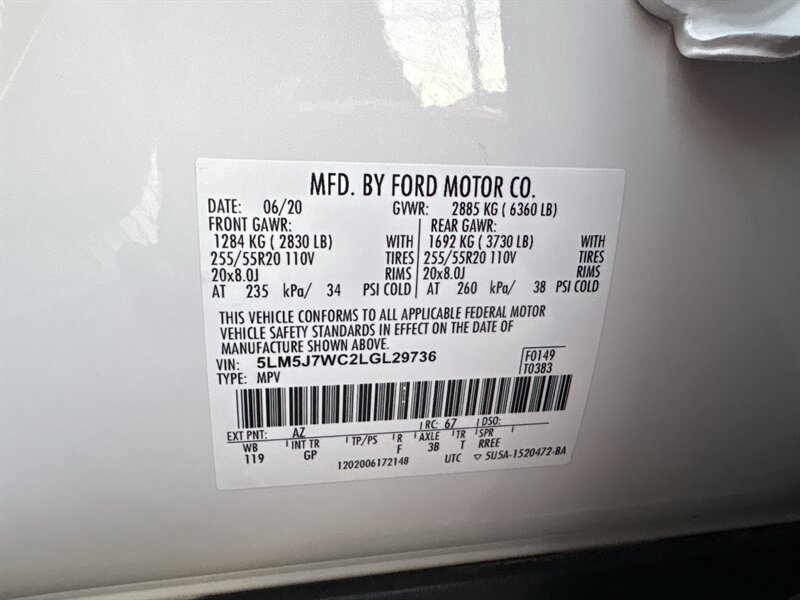 MFD. BY FORD MOTOR CO.
DATE: 06/20 GVWR: 2885 KG ( 6360 LB)
FRONT GAWR: REAR GAWR:
1284 KG ( 2830 LB) WITH 1692 KG ( 3730 LB) WITH
255/55R20 110V TIRES 255/55R20 110V TIRES
20x8.0J RIMS 20x8.0J RIMS
AT 235 kPa/ 34 PSI COLD AT 260 kPa/ 38 PSI COLD
THIS VEHICLE CONFORMS TO ALL APPLICABLE FEDERAL MOTOR
VEHICLE SAFETY STANDARDS IN EFFECT ON THE DATE OF
MANUFACTURE SHOWN ABOVE.
VIN: 5LM5J7WC2LGL29736 F0149
TYPE: MPV T0383
EXT PNT: AZ RC: 67 DSO:
WB INT TR TP/PS R AXLE TR SPR
119 GP F 3B T RREE
1202006172148 UTC ▽ 5U5A-1520472-BA